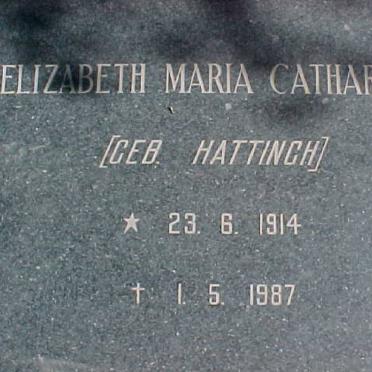 ELIZABETH MARIA CATHAR
[GEB. HATTINGH]
★ 23. 6. 1914
✝ 1. 5. 1987